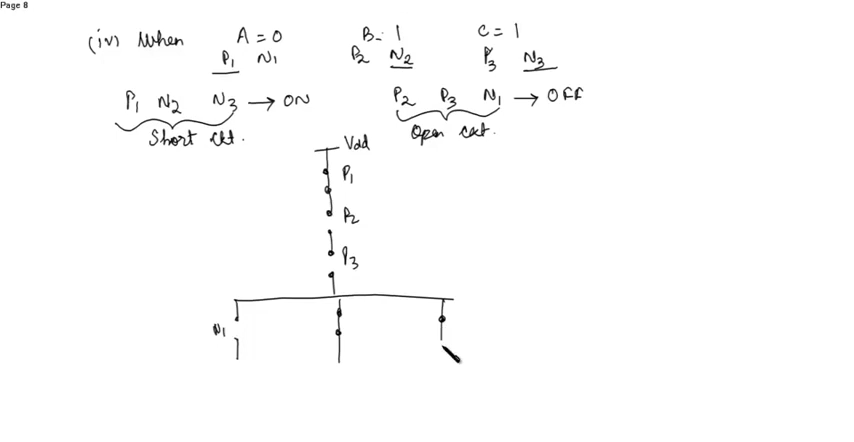 Page 8
(iv) When A = 0 B = 1 C = 1
P1 N1 P2 N2 P3 N3
P1 N2 N3 → ON P2 P3 N1 → OFF
Short ckt. Open cct.
Vdd
P1
P2
P3
N1